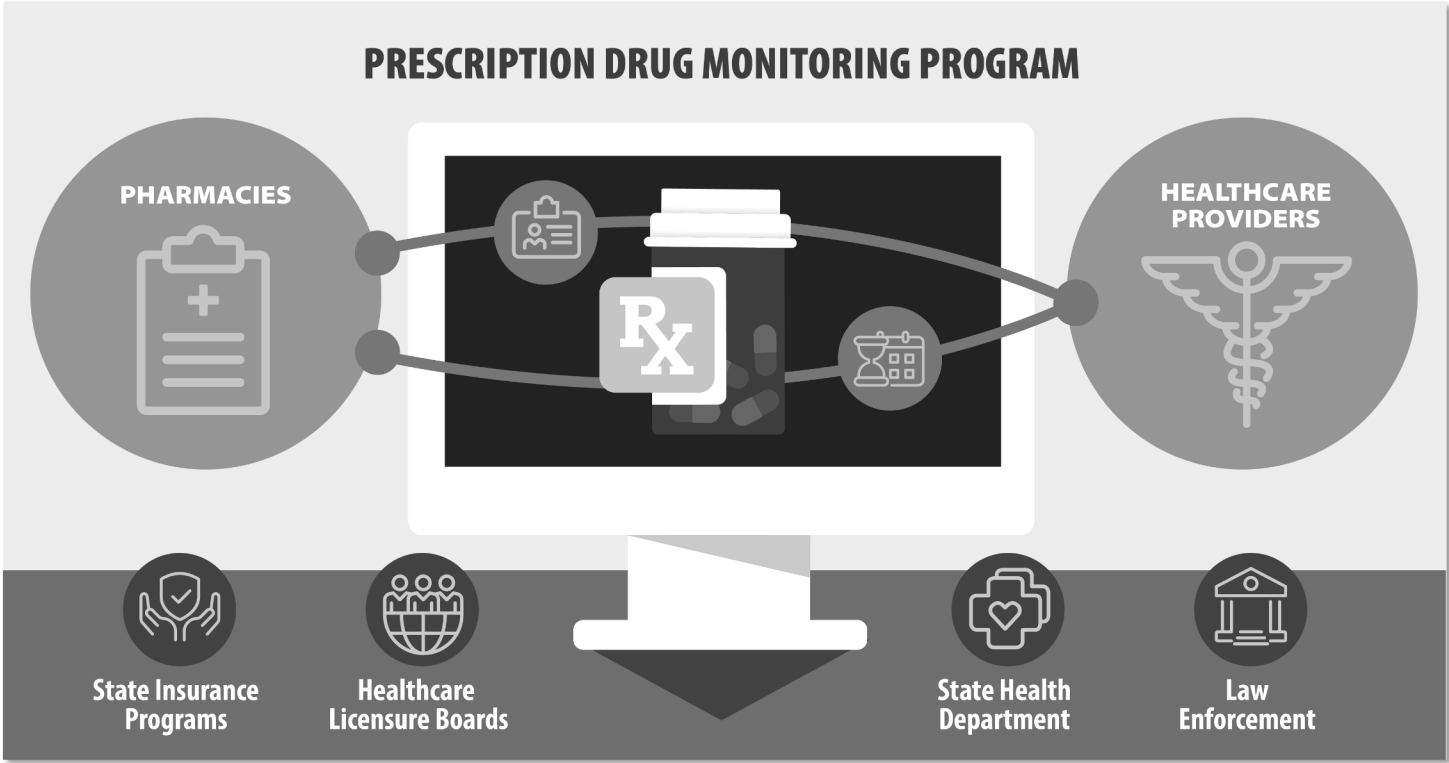 PRESCRIPTION DRUG MONITORING PROGRAM
PHARMACIES
HEALTHCARE
PROVIDERS
Rx
State Insurance
Programs
Healthcare
Licensure Boards
State Health
Department
Law
Enforcement